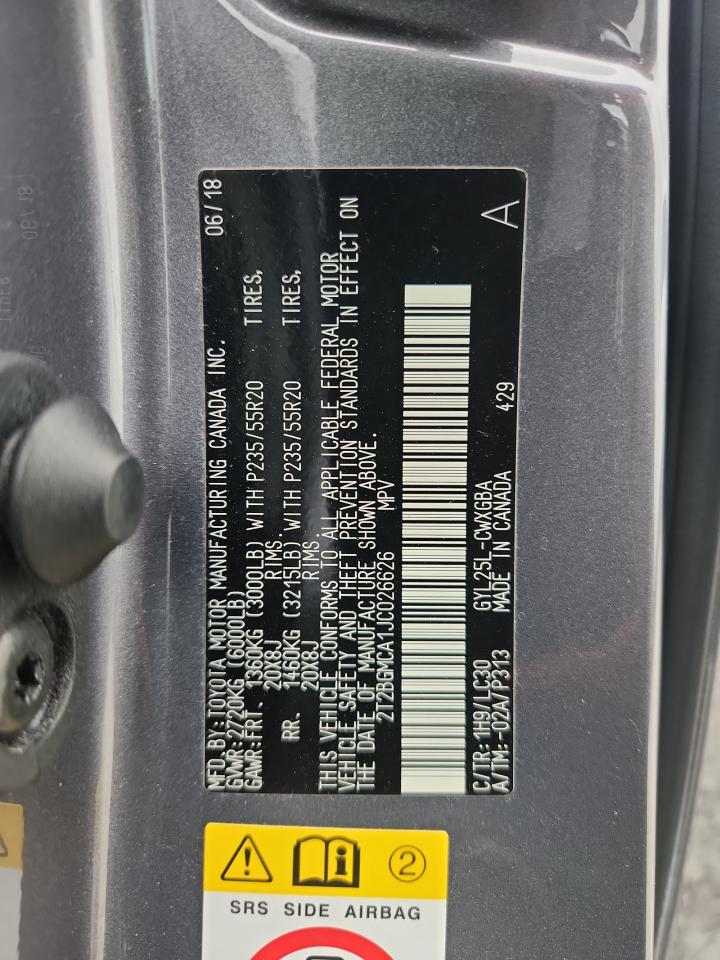 MFD. BY: TOYOTA MOTOR MANUFACTURING CANADA INC. 06/18
GVWR: 2720KG (6000LB)
GAWR: FRT. 1360KG (3000LB) WITH P235/55R20 TIRES,
20X8J RIMS.
RR. 1460KG (3215LB) WITH P235/55R20 TIRES,
20X8J RIMS.
THIS VEHICLE CONFORMS TO ALL APPLICABLE FEDERAL MOTOR
VEHICLE SAFETY AND THEFT PREVENTION STANDARDS IN EFFECT ON
THE DATE OF MANUFACTURE SHOWN ABOVE.
2T2BGMCA1JC026626 MPV
C/TR: 1H9/LC30 GYL25L-CWXGBA
A/TM: -02A/P313 MADE IN CANADA 429
A
2
SRS SIDE AIRBAG